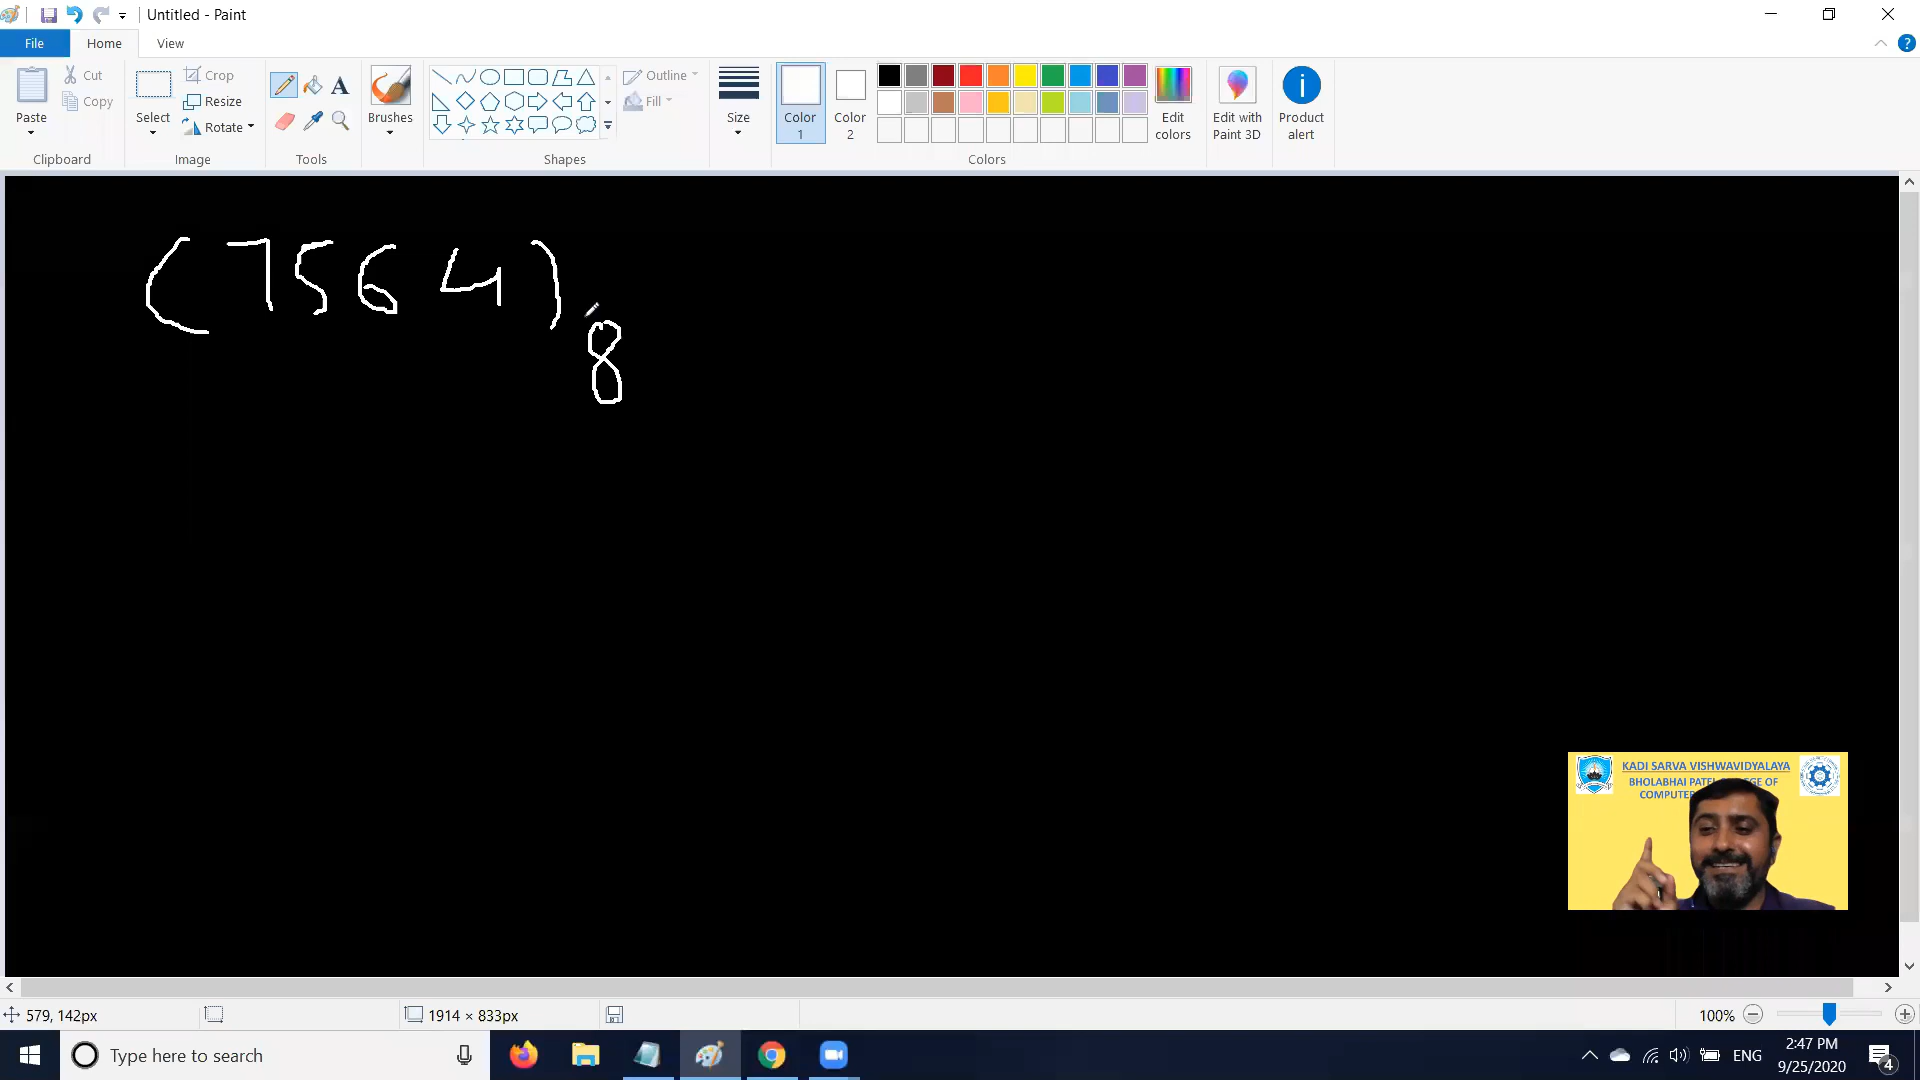 Untitled - Paint
File Home View
Paste
Cut
Copy
Clipboard
Select
Crop
Resize
Rotate
Image
Tools
Brushes
Shapes
Outline
Fill
Size
Color 1
Color 2
Colors
Edit colors
Edit with Paint 3D
Product alert
(7564)8
KADI SARVA VISHWAVIDYALAYA
COMPUTER
579, 142px
1914 × 833px
100%
Type here to search
ENG
2:47 PM
9/25/2020
4